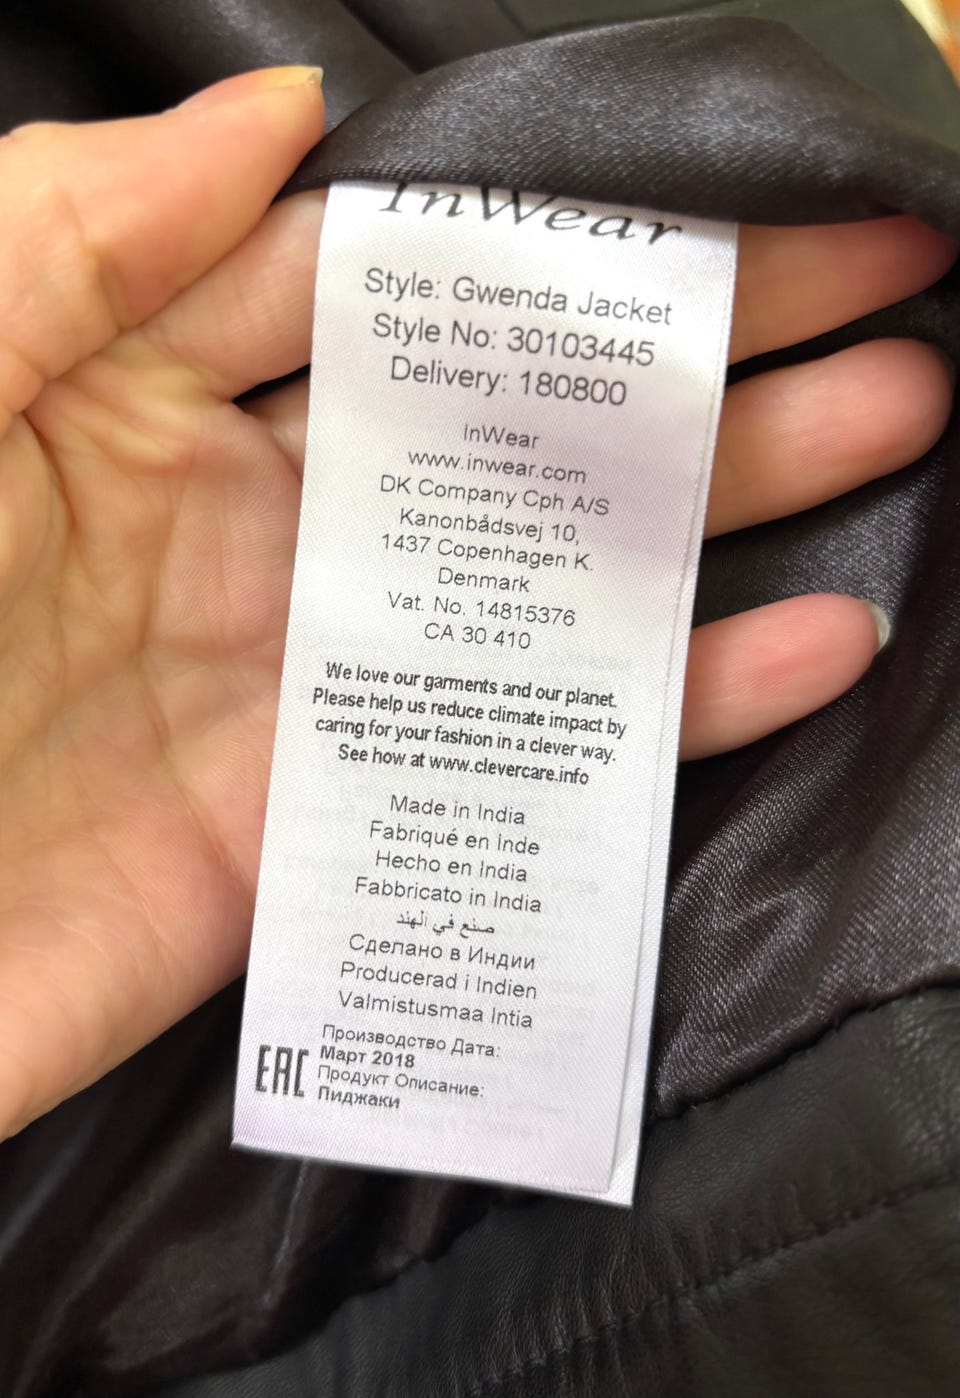 InWear
Style: Gwenda Jacket
Style No: 30103445
Delivery: 180800
InWear
www.inwear.com
DK Company Cph A/S
Kanonbådsvej 10,
1437 Copenhagen K.
Denmark
Vat. No. 14815376
CA 30 410
We love our garments and our planet.
Please help us reduce climate impact by
caring for your fashion in a clever way.
See how at www.clevercare.info
Made in India
Fabriqué en Inde
Hecho en India
Fabbricato in India
صنع في الهند
Сделано в Индии
Producerad i Indien
Valmistusmaa Intia
Производство Дата:
Март 2018
EAC Продукт Описание:
Пиджаки